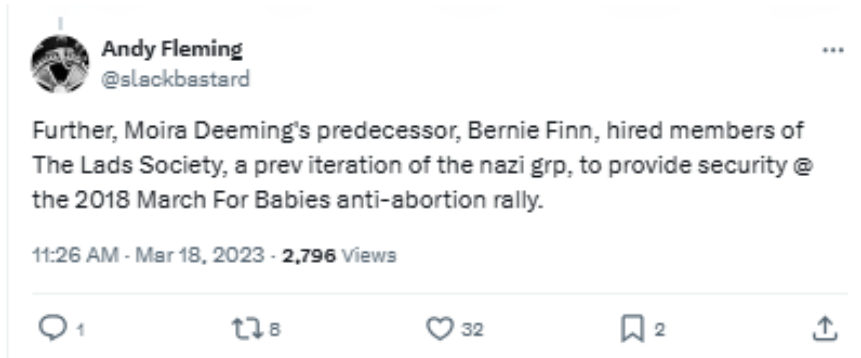 Andy Fleming
@slackbastard
Further, Moira Deeming's predecessor, Bernie Finn, hired members of
The Lads Society, a prev iteration of the nazi grp, to provide security @
the 2018 March For Babies anti-abortion rally.
11:26 AM · Mar 18, 2023 · 2,796 Views
1 8 32 2